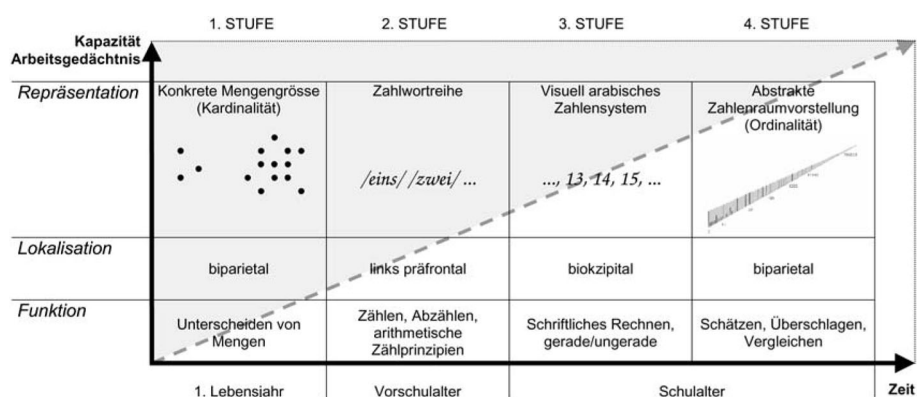 1. STUFE 2. STUFE 3. STUFE 4. STUFE
Kapazität
Arbeitsgedächtnis
Repräsentation
Konkrete Mengengrösse
(Kardinalität)
Zahlwortreihe
Visuell arabisches
Zahlensystem
Abstrakte
Zahlenraumvorstellung
(Ordinalität)
/eins/ /zwei/ ...
..., 13, 14, 15, ...
Lokalisation
biparietal
links präfrontal
biokzipital
biparietal
Funktion
Unterscheiden von
Mengen
Zählen, Abzählen,
arithmetische
Zählprinzipien
Schriftliches Rechnen,
gerade/ungerade
Schätzen, Überschlagen,
Vergleichen
1. Lebensjahr
Vorschulalter
Schulalter
Zeit